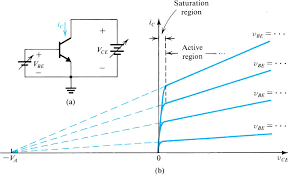 Saturation
region
i_C
i_C
v_BE = ···
Active
region
+
+
V_BE
V_CE
−
−
v_BE = ···
v_BE = ···
v_BE = ···
(a)
−V_A
0
v_CE
(b)